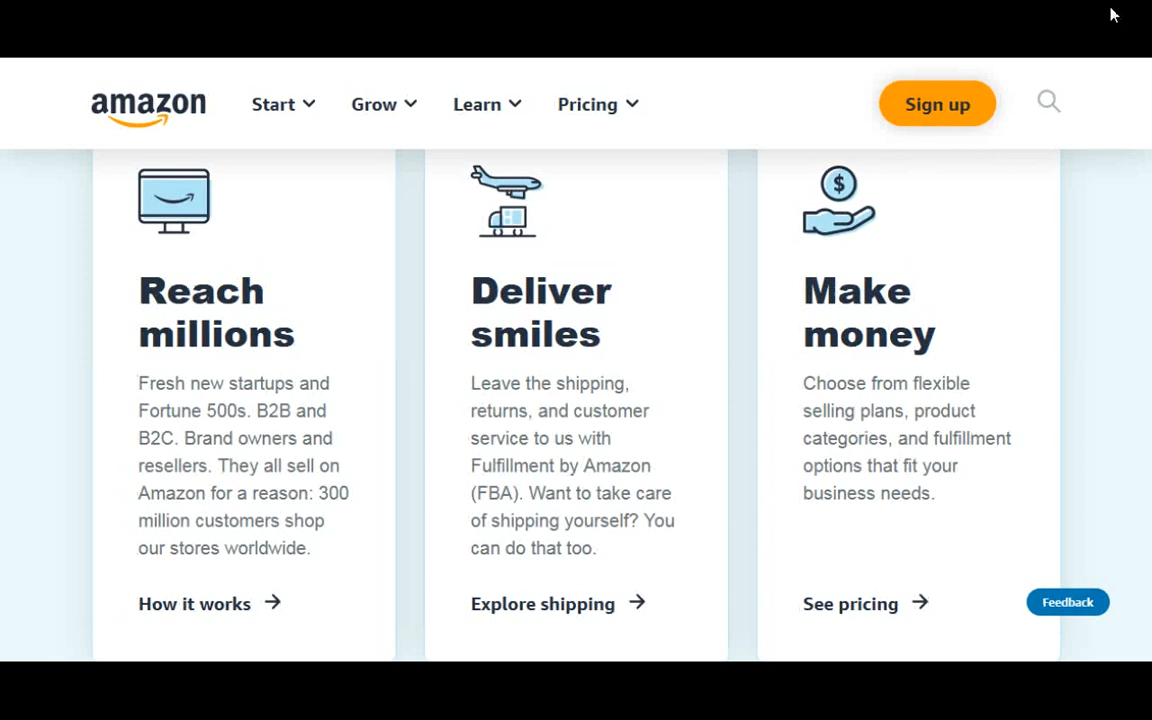 amazon Start Grow Learn Pricing Sign up
$
Reach
millions
Fresh new startups and
Fortune 500s. B2B and
B2C. Brand owners and
resellers. They all sell on
Amazon for a reason: 300
million customers shop
our stores worldwide.
How it works
Deliver
smiles
Leave the shipping,
returns, and customer
service to us with
Fulfillment by Amazon
(FBA). Want to take care
of shipping yourself? You
can do that too.
Explore shipping
Make
money
Choose from flexible
selling plans, product
categories, and fulfillment
options that fit your
business needs.
See pricing
Feedback